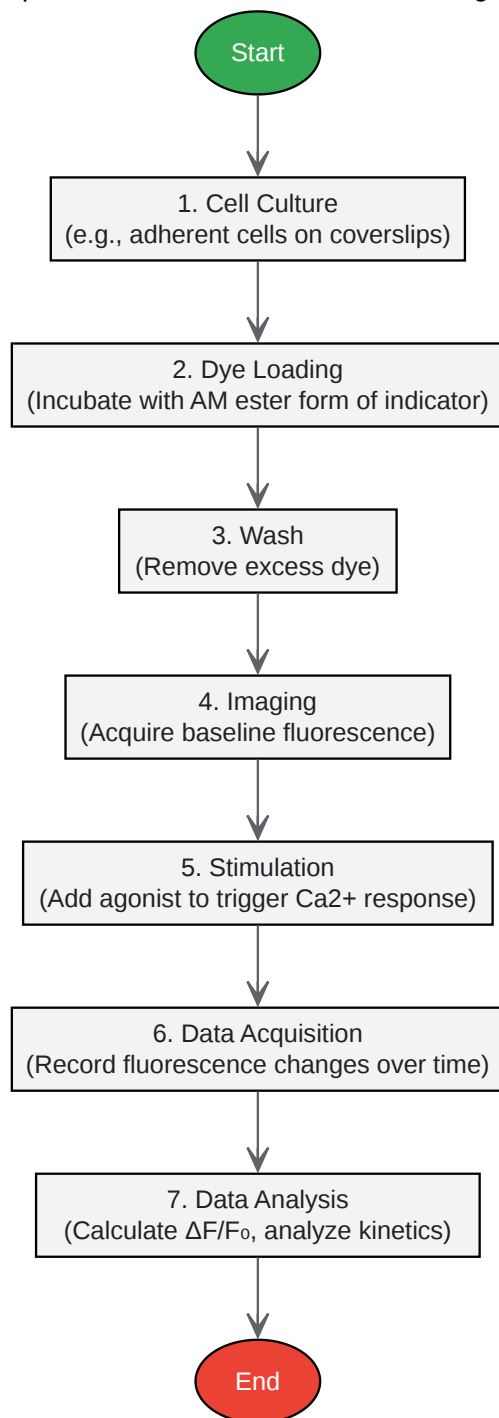 Start
1. Cell Culture
(e.g., adherent cells on coverslips)
2. Dye Loading
(Incubate with AM ester form of indicator)
3. Wash
(Remove excess dye)
4. Imaging
(Acquire baseline fluorescence)
5. Stimulation
(Add agonist to trigger Ca2+ response)
6. Data Acquisition
(Record fluorescence changes over time)
7. Data Analysis
(Calculate ΔF/F₀, analyze kinetics)
End